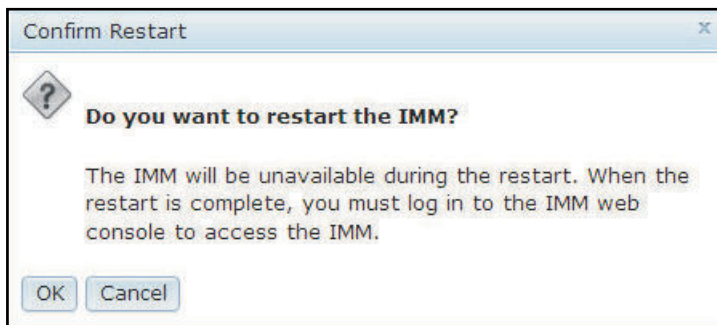 Confirm Restart x
?
Do you want to restart the IMM?
The IMM will be unavailable during the restart. When the
restart is complete, you must log in to the IMM web
console to access the IMM.
OK Cancel